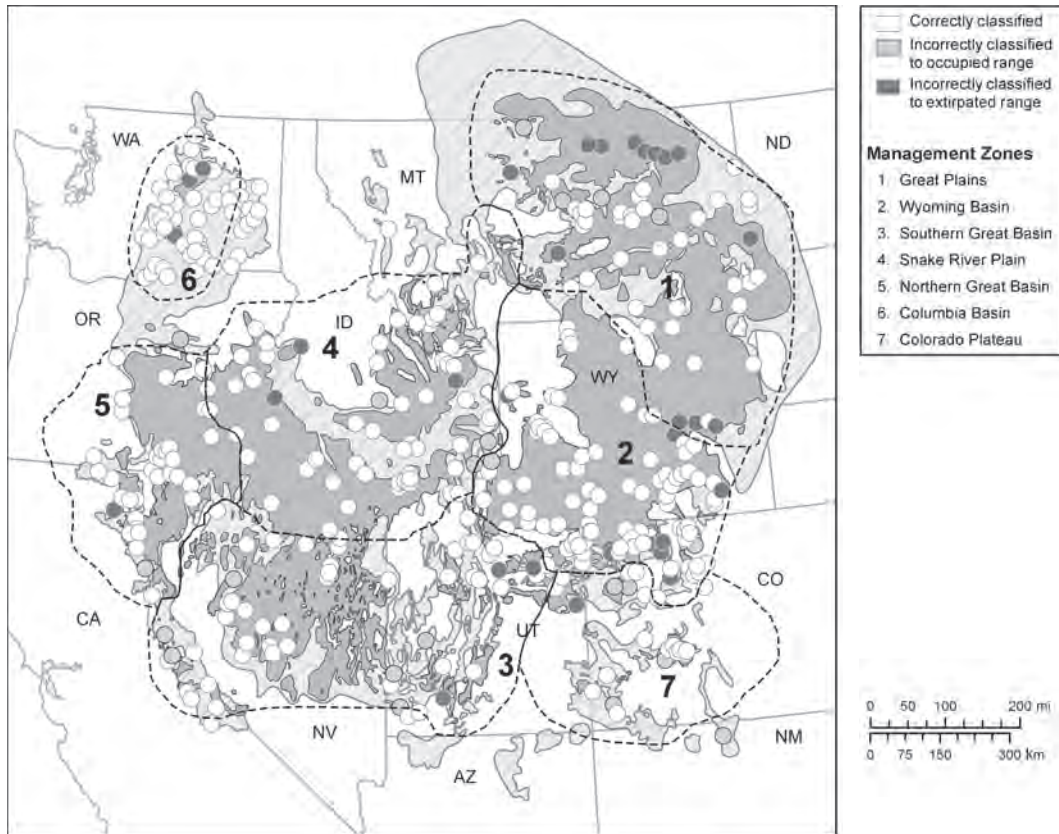 WA
MT
ND
6
1
OR
ID
4
WY
5
2
CA
UT
CO
3
7
NV
AZ
NM
Correctly classified
Incorrectly classified
to occupied range
Incorrectly classified
to extirpated range
Management Zones
1 Great Plains
2 Wyoming Basin
3 Southern Great Basin
4 Snake River Plain
5 Northern Great Basin
6 Columbia Basin
7 Colorado Plateau
0 50 100 200 mi
0 75 150 300 km